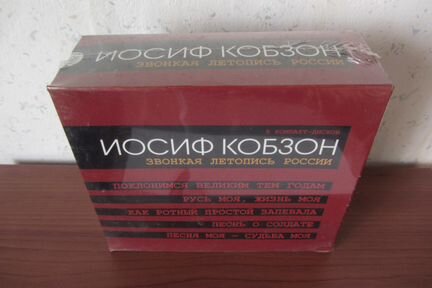 ИОСИФ КОБЗОН
ЗВОНКАЯ ЛЕТОПИСЬ РОССИИ
5 КОМПАКТ-ДИСКОВ
ИОСИФ КОБЗОН
ЗВОНКАЯ ЛЕТОПИСЬ РОССИИ
ПОКЛОНИМСЯ ВЕЛИКИМ ТЕМ ГОДАМ
РУСЬ МОЯ, ЖИЗНЬ МОЯ
КАК РОТНЫЙ ПРОСТОЙ ЗАПЕВАЛА
ПЕСНЬ О СОЛДАТЕ
ПЕСНЯ МОЯ — СУДЬБА МОЯ